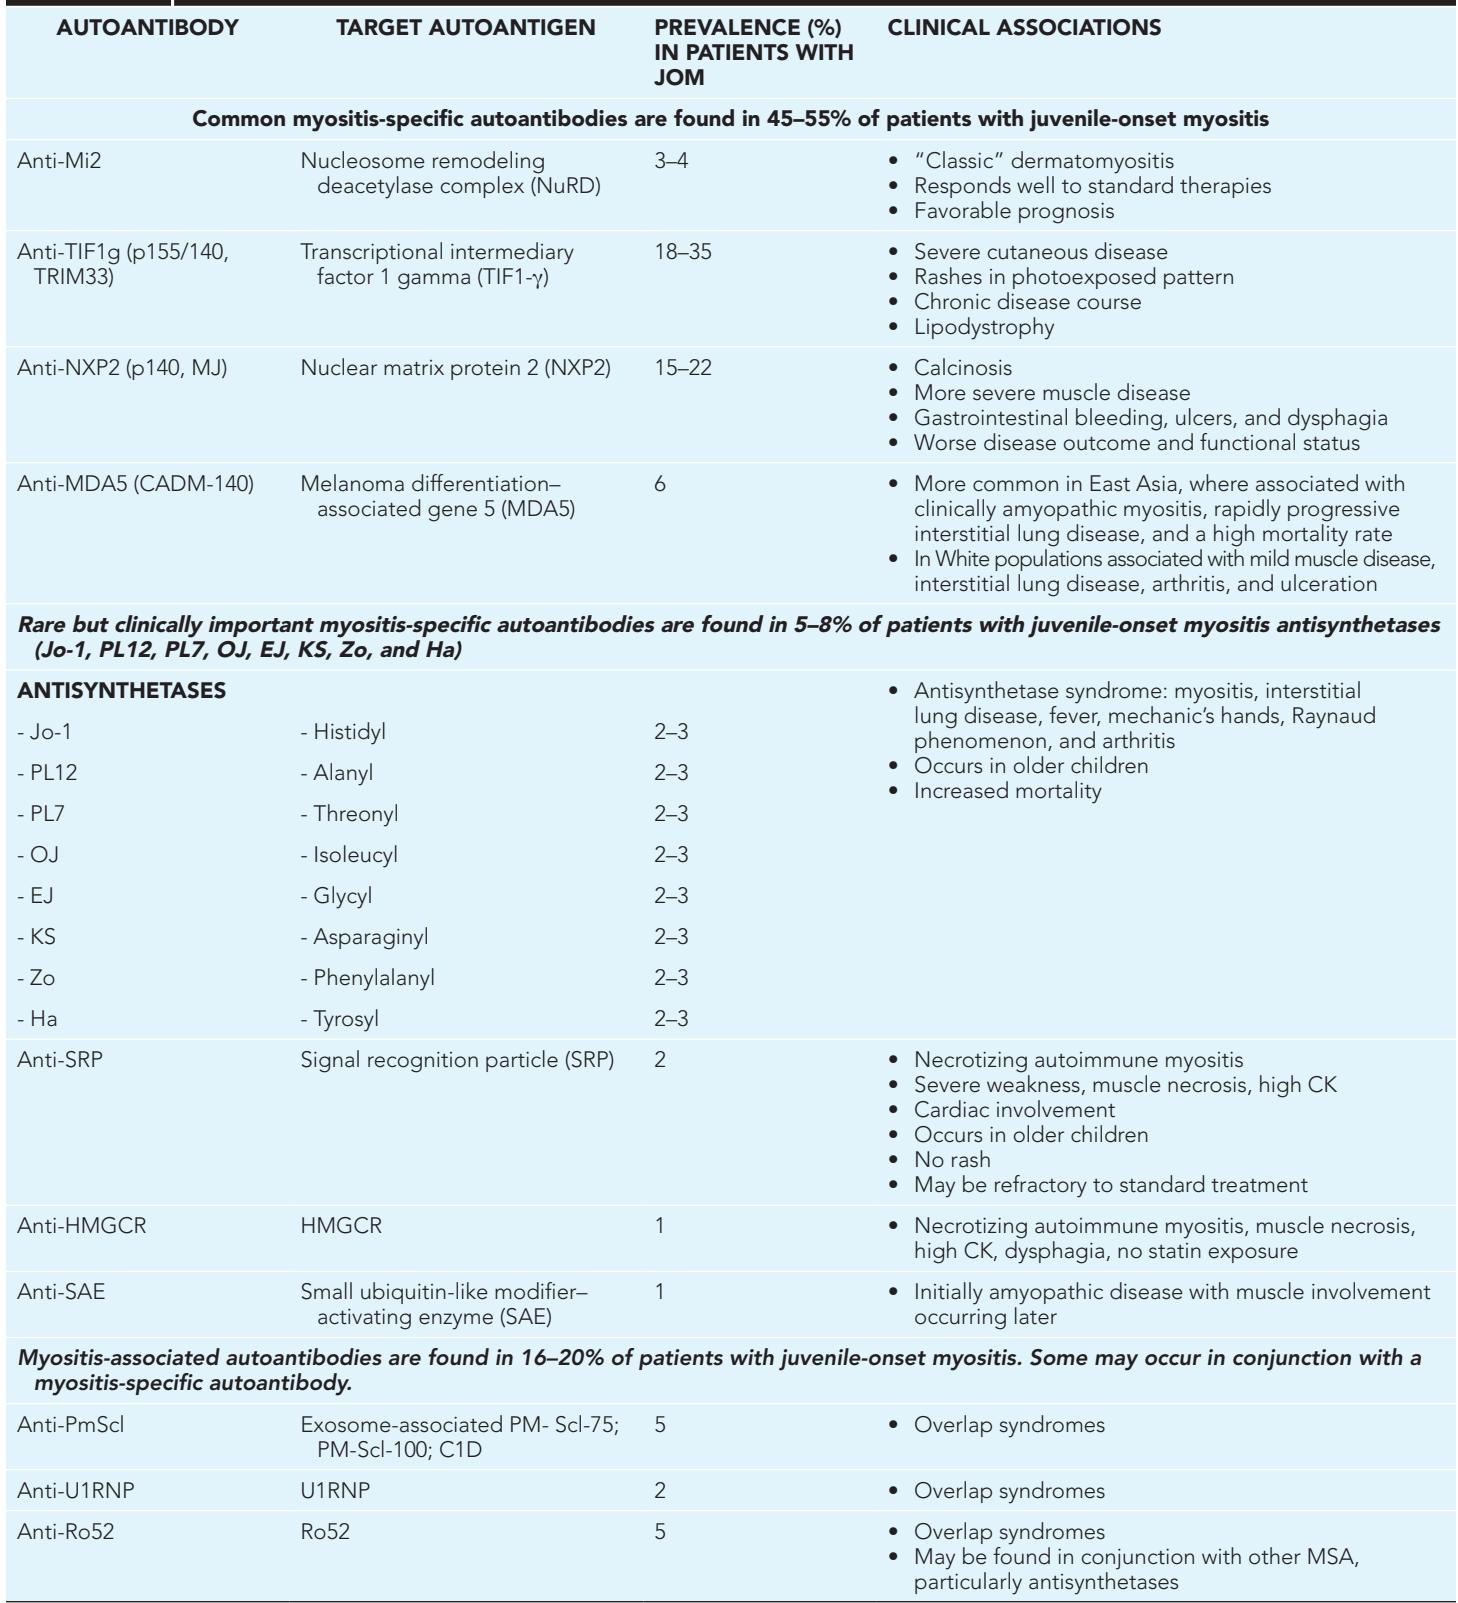 AUTOANTIBODY TARGET AUTOANTIGEN PREVALENCE (%) CLINICAL ASSOCIATIONS
IN PATIENTS WITH
JOM
Common myositis-specific autoantibodies are found in 45–55% of patients with juvenile-onset myositis
Anti-Mi2 Nucleosome remodeling 3–4 • “Classic” dermatomyositis
deacetylase complex (NuRD) • Responds well to standard therapies
• Favorable prognosis
Anti-TIF1g (p155/140, Transcriptional intermediary 18–35 • Severe cutaneous disease
TRIM33) factor 1 gamma (TIF1-γ) • Rashes in photoexposed pattern
• Chronic disease course
• Lipodystrophy
Anti-NXP2 (p140, MJ) Nuclear matrix protein 2 (NXP2) 15–22 • Calcinosis
• More severe muscle disease
• Gastrointestinal bleeding, ulcers, and dysphagia
• Worse disease outcome and functional status
Anti-MDA5 (CADM-140) Melanoma differentiation– 6 • More common in East Asia, where associated with
associated gene 5 (MDA5) clinically amyopathic myositis, rapidly progressive
interstitial lung disease, and a high mortality rate
• In White populations associated with mild muscle disease,
interstitial lung disease, arthritis, and ulceration
Rare but clinically important myositis-specific autoantibodies are found in 5–8% of patients with juvenile-onset myositis antisynthetases
(Jo-1, PL12, PL7, OJ, EJ, KS, Zo, and Ha)
ANTISYNTHETASES • Antisynthetase syndrome: myositis, interstitial
lung disease, fever, mechanic’s hands, Raynaud
phenomenon, and arthritis
• Occurs in older children
• Increased mortality
- Jo-1 - Histidyl 2–3
- PL12 - Alanyl 2–3
- PL7 - Threonyl 2–3
- OJ - Isoleucyl 2–3
- EJ - Glycyl 2–3
- KS - Asparaginyl 2–3
- Zo - Phenylalanyl 2–3
- Ha - Tyrosyl 2–3
Anti-SRP Signal recognition particle (SRP) 2 • Necrotizing autoimmune myositis
• Severe weakness, muscle necrosis, high CK
• Cardiac involvement
• Occurs in older children
• No rash
• May be refractory to standard treatment
Anti-HMGCR HMGCR 1 • Necrotizing autoimmune myositis, muscle necrosis,
high CK, dysphagia, no statin exposure
Anti-SAE Small ubiquitin-like modifier– 1 • Initially amyopathic disease with muscle involvement
activating enzyme (SAE) occurring later
Myositis-associated autoantibodies are found in 16–20% of patients with juvenile-onset myositis. Some may occur in conjunction with a
myositis-specific autoantibody.
Anti-PmScl Exosome-associated PM- Scl-75; 5 • Overlap syndromes
PM-Scl-100; C1D
Anti-U1RNP U1RNP 2 • Overlap syndromes
Anti-Ro52 Ro52 5 • Overlap syndromes
• May be found in conjunction with other MSA,
particularly antisynthetases